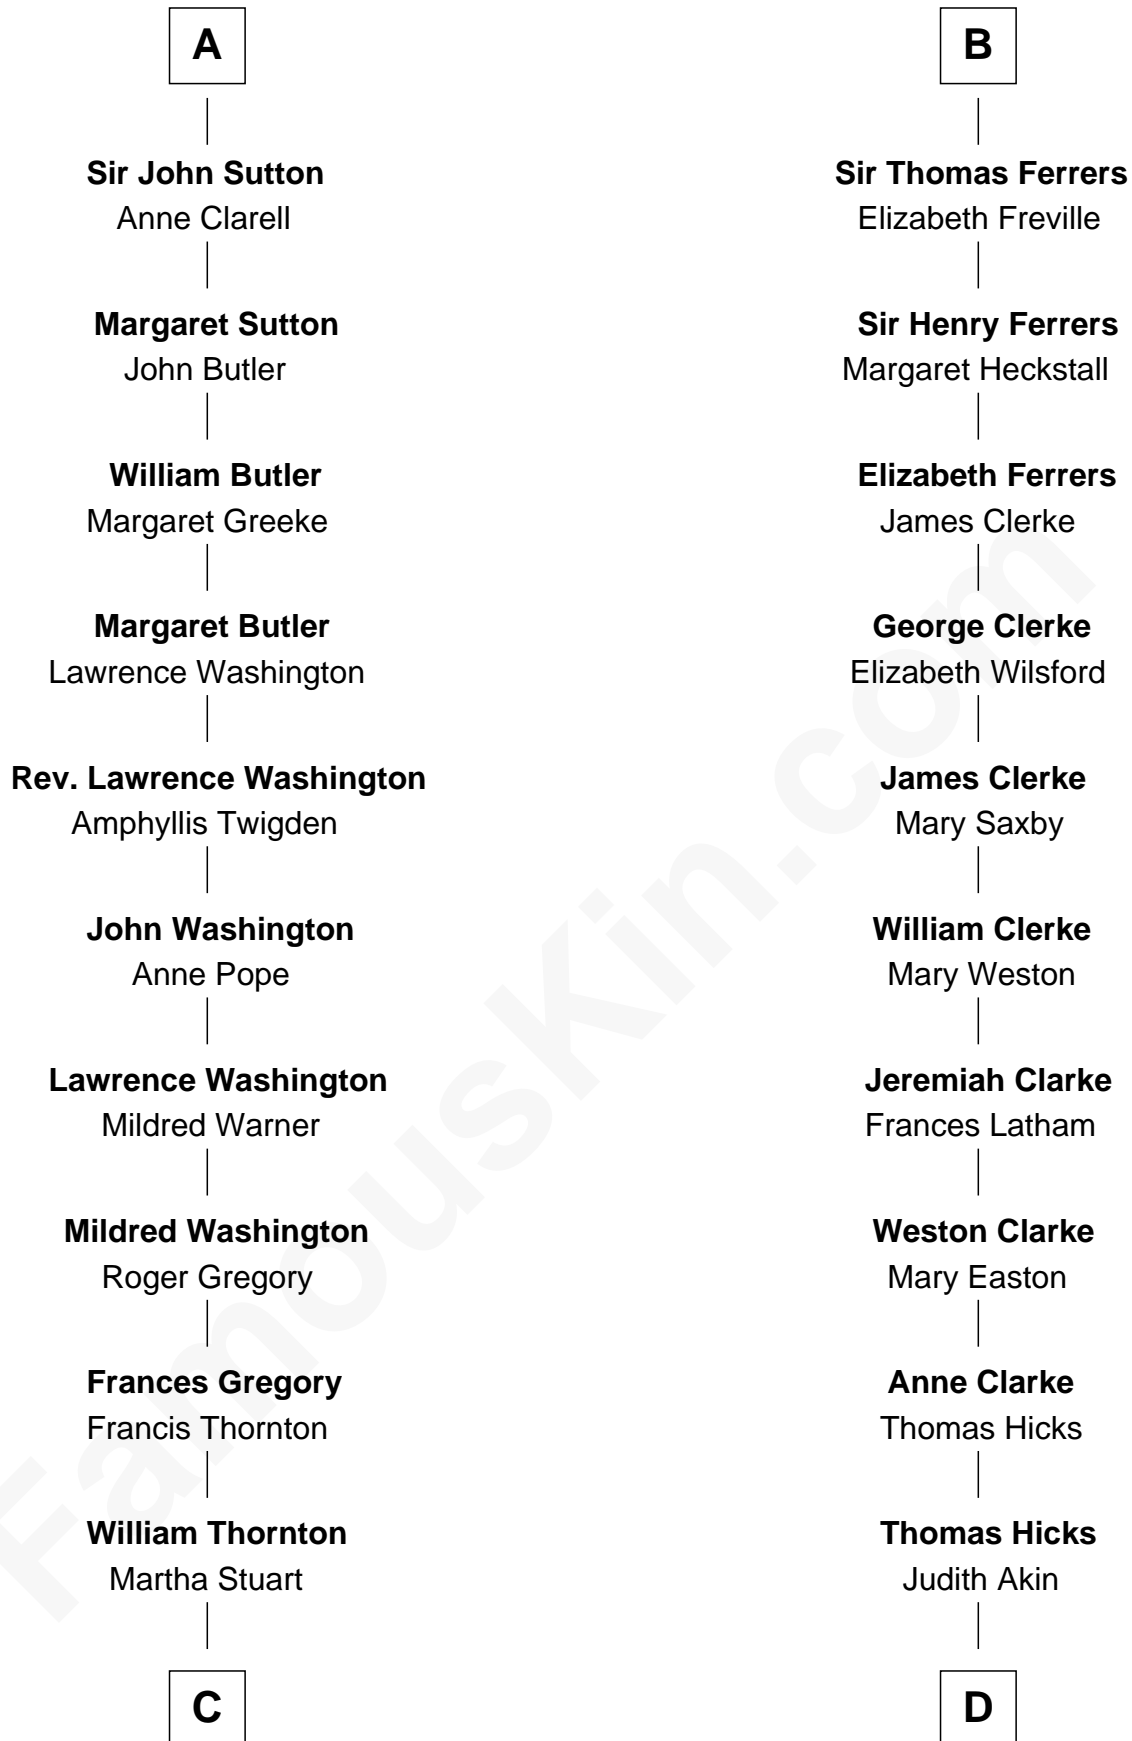 A
Sir John Sutton
Anne Clarell
Margaret Sutton
John Butler
William Butler
Margaret Greeke
Margaret Butler
Lawrence Washington
Rev. Lawrence Washington
Amphyllis Twigden
John Washington
Anne Pope
Lawrence Washington
Mildred Warner
Mildred Washington
Roger Gregory
Frances Gregory
Francis Thornton
William Thornton
Martha Stuart
C
B
Sir Thomas Ferrers
Elizabeth Freville
Sir Henry Ferrers
Margaret Heckstall
Elizabeth Ferrers
James Clerke
George Clerke
Elizabeth Wilsford
James Clerke
Mary Saxby
William Clerke
Mary Weston
Jeremiah Clarke
Frances Latham
Weston Clarke
Mary Easton
Anne Clarke
Thomas Hicks
Thomas Hicks
Judith Akin
D
FamousKin.com